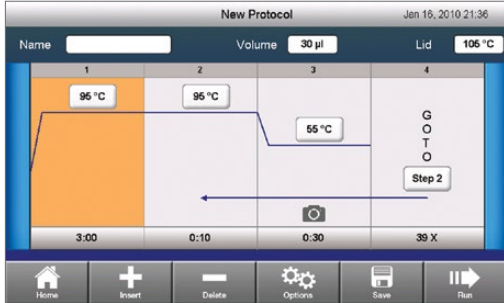 New Protocol Jan 16, 2010 21:36
Name Volume 30 µl Lid 105 °C
1 2 3 4
95 °C 95 °C
55 °C
GOTO
Step 2
3:00 0:10 0:30 39 X
Home Insert Delete Options Save Run